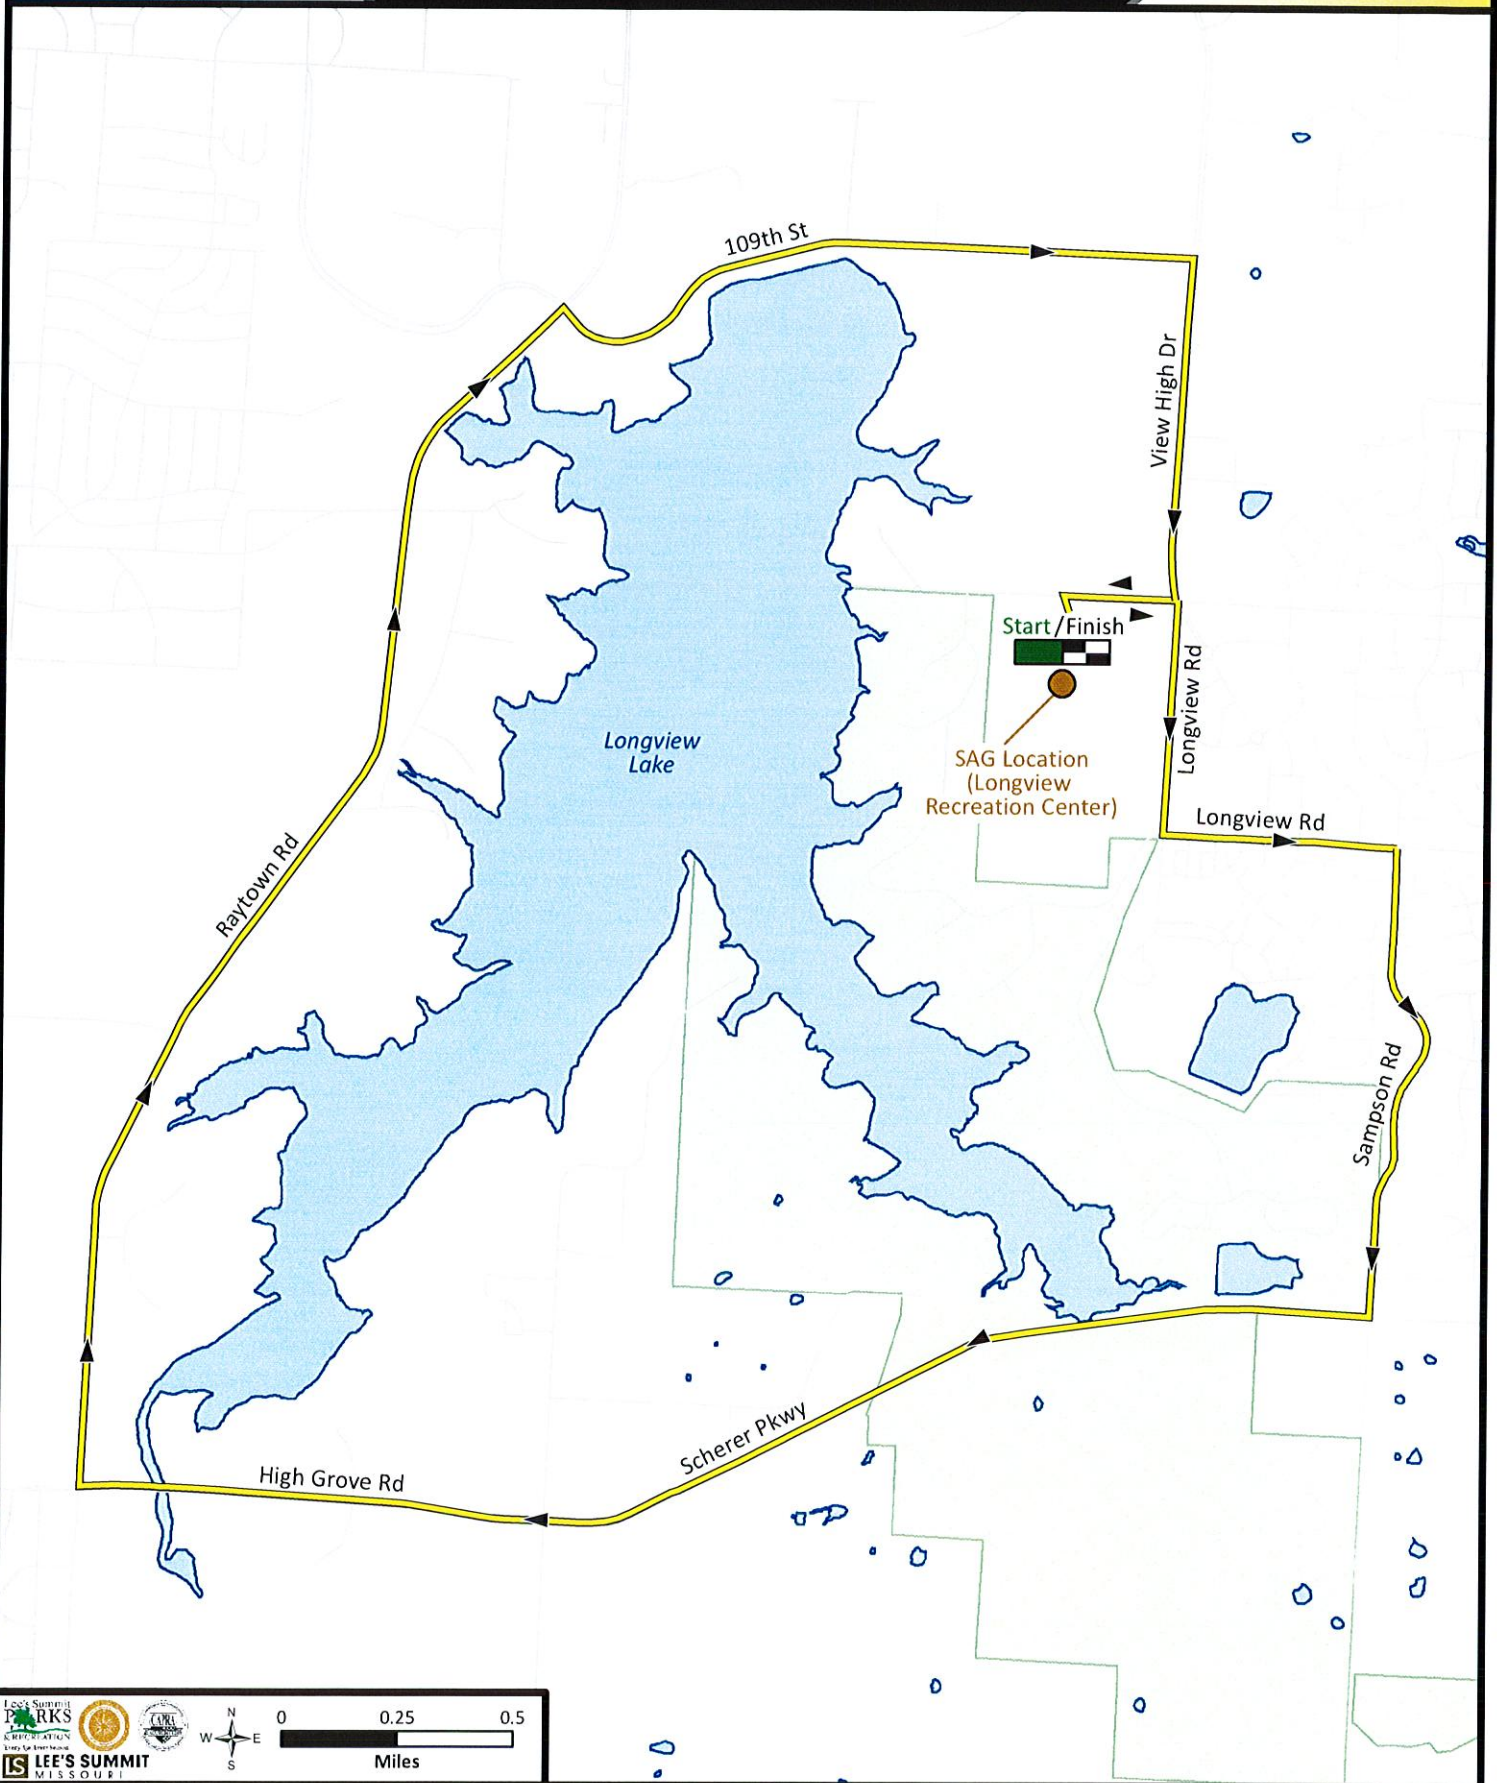 109th St
View High Dr
Start/Finish
Longview Rd
Longview
Lake
SAG Location
(Longview
Recreation Center)
Longview Rd
Raytown Rd
Sampson Rd
Scherer Pkwy
High Grove Rd
Lee's Summit
PARKS
& RECREATION
CAPRA
N
W E
S
0 0.25 0.5
Miles
LS LEE'S SUMMIT
MISSOURI